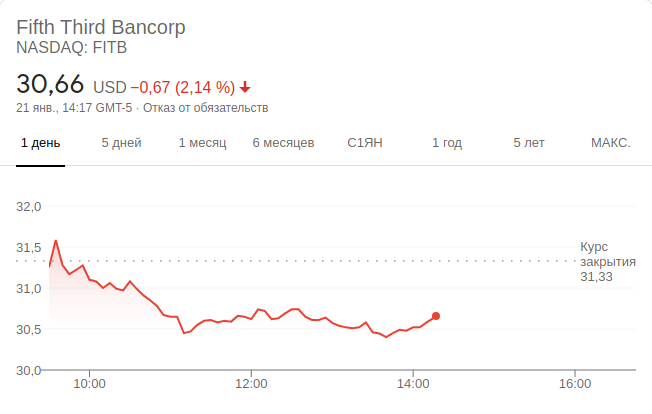 Fifth Third Bancorp
NASDAQ: FITB
30,66 USD −0,67 (2,14 %)
21 янв., 14:17 GMT-5 · Отказ от обязательств
1 день 5 дней 1 месяц 6 месяцев С1ЯН 1 год 5 лет МАКС.
32,0
31,5
31,0
30,5
30,0
Курс
закрытия
31,33
10:00 12:00 14:00 16:00